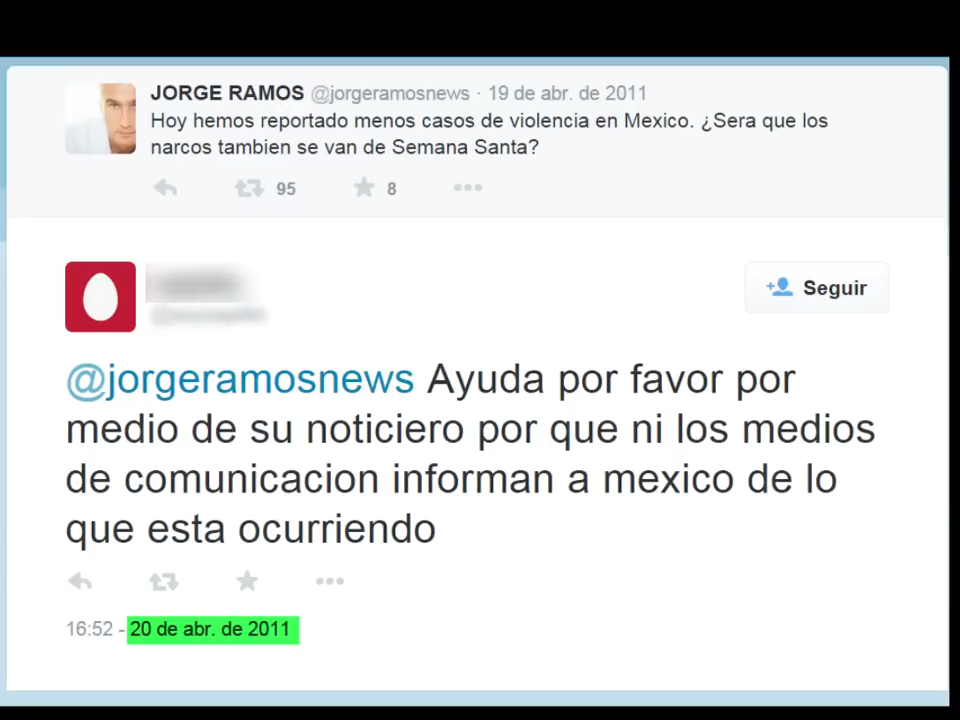 JORGE RAMOS @jorgeramosnews · 19 de abr. de 2011
Hoy hemos reportado menos casos de violencia en Mexico. ¿Sera que los
narcos tambien se van de Semana Santa?
95 8
Seguir
@jorgeramosnews Ayuda por favor por
medio de su noticiero por que ni los medios
de comunicacion informan a mexico de lo
que esta ocurriendo
16:52 - 20 de abr. de 2011